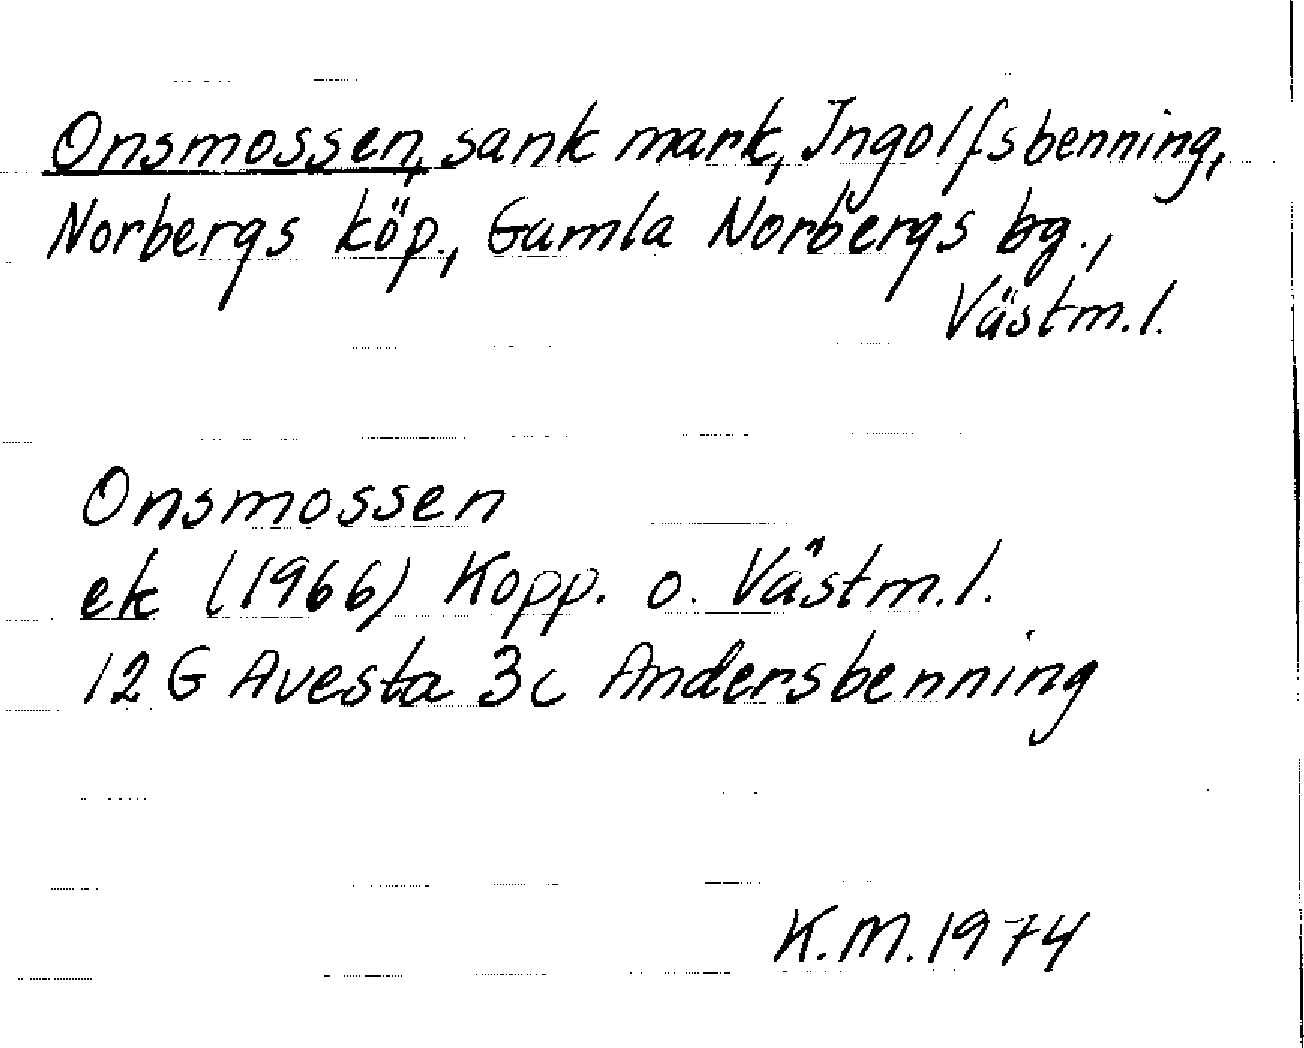 Onsmossen, sank mark, Ingolfsbenning,
Norbergs köp., Gamla Norbergs bg.,
Västm.l.
Onsmossen
ek (1966) Kopp. o. Västm.l.
12 G Avesta 3c Andersbenning
K.M. 1974